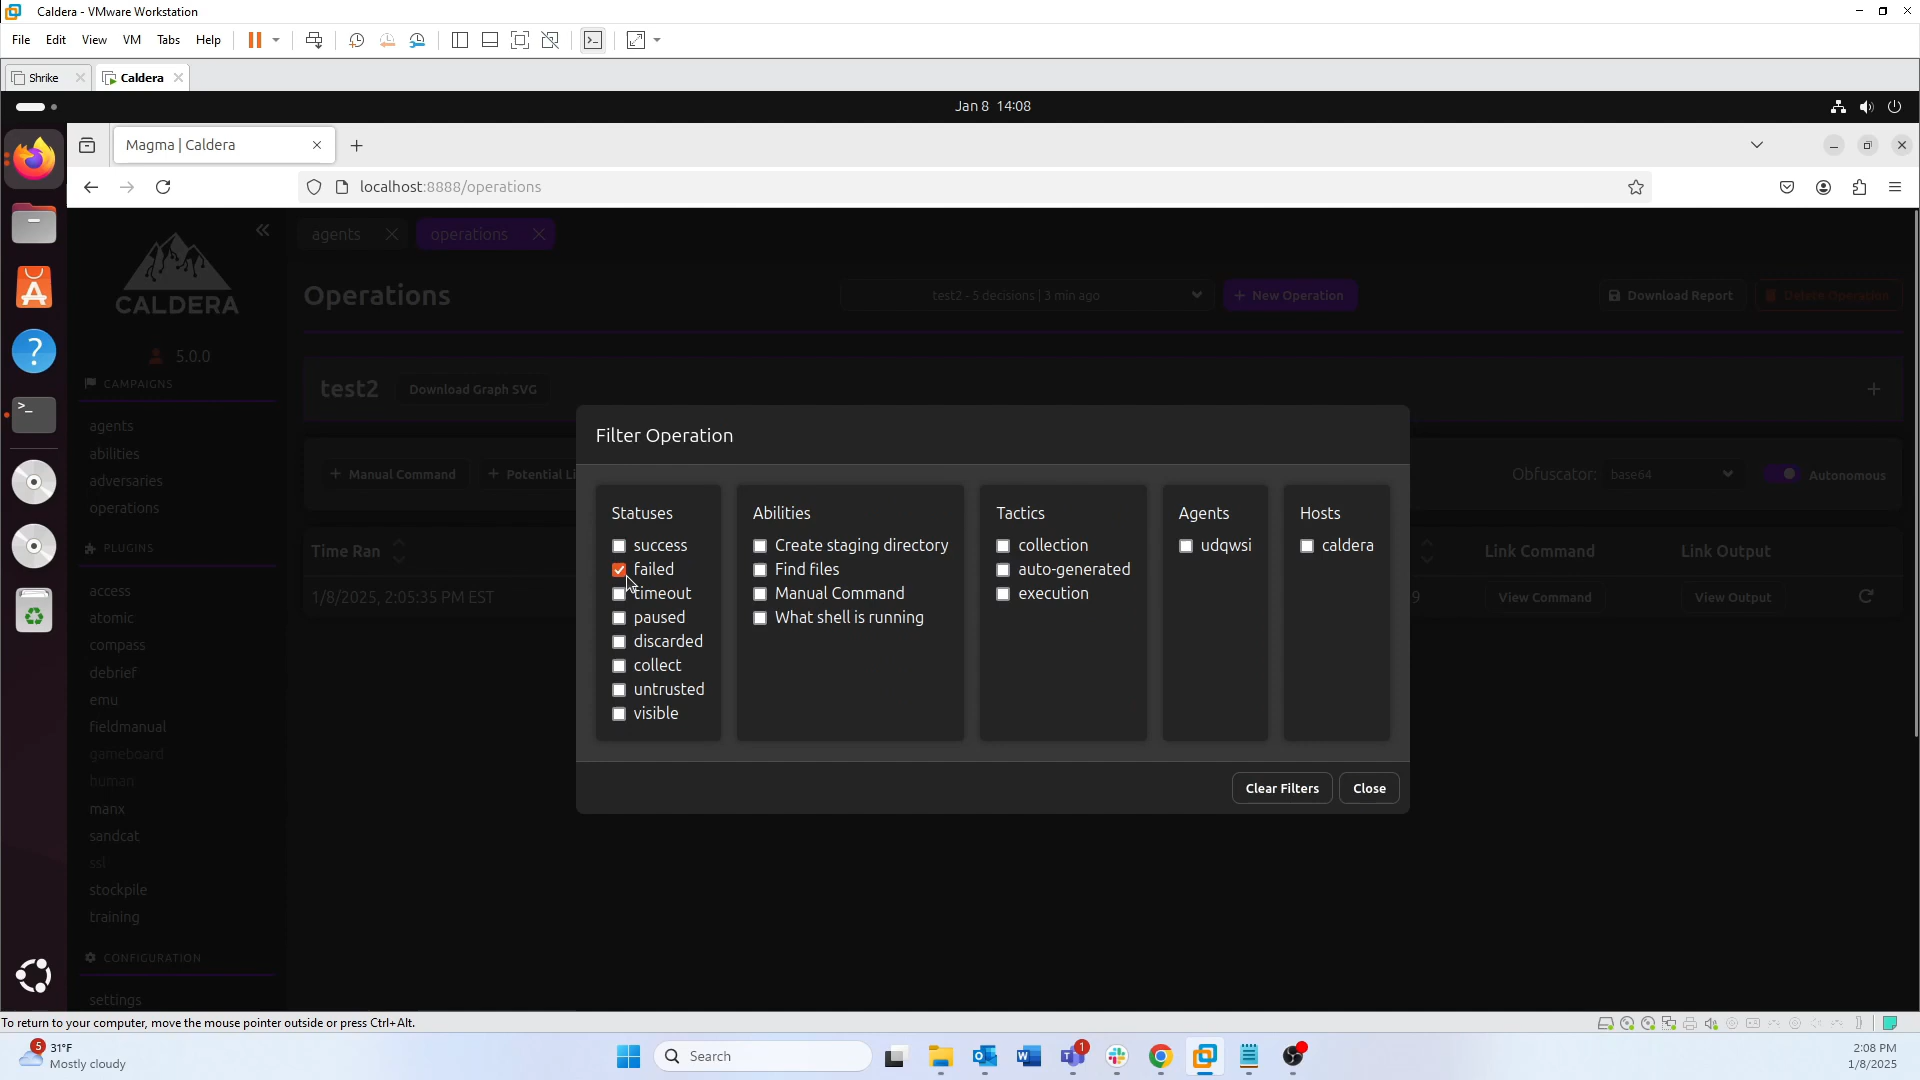 Caldera - VMware Workstation
File Edit View VM Tabs Help
Shrike Caldera
Jan 8 14:08
Magma | Caldera
localhost:8888/operations
CALDERA
5.0.0
CAMPAIGNS
agents
abilities
adversaries
operations
PLUGINS
access
atomic
compass
debrief
emu
fieldmanual
gameboard
human
manx
sandcat
ssl
stockpile
training
CONFIGURATION
settings
agents operations
Operations test2 - 5 decisions | 3 min ago + New Operation Download Report Delete Operation
test2 Download Graph SVG +
+ Manual Command + Potential Li Obfuscator: base64 Autonomous
Time Ran Link Command Link Output
1/8/2025, 2:05:35 PM EST 9 View Command View Output
Filter Operation
Statuses
success
failed
timeout
paused
discarded
collect
untrusted
visible
Abilities
Create staging directory
Find files
Manual Command
What shell is running
Tactics
collection
auto-generated
execution
Agents
udqwsi
Hosts
caldera
Clear Filters Close
To return to your computer, move the mouse pointer outside or press Ctrl+Alt.
5 31°F
Mostly cloudy
Search
1
2:08 PM
1/8/2025